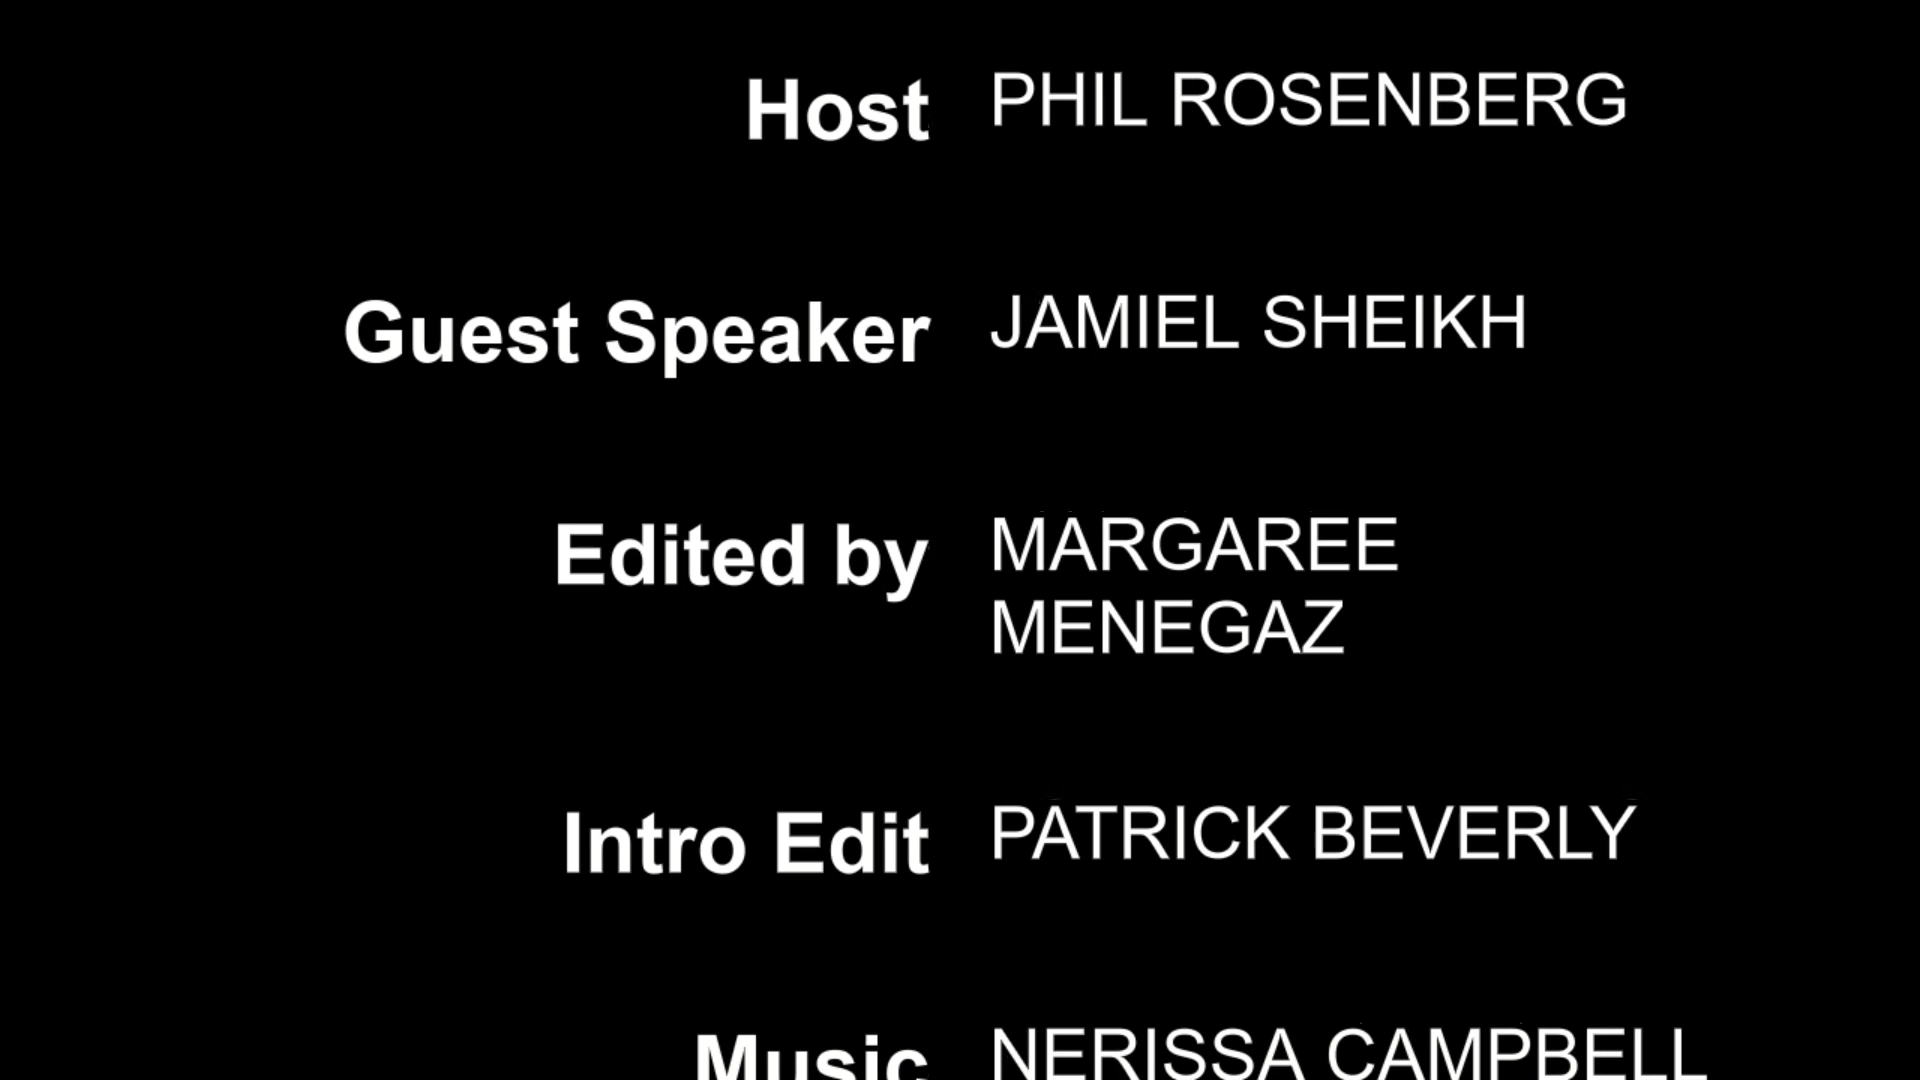 Host PHIL ROSENBERG
Guest Speaker JAMIEL SHEIKH
Edited by MARGAREE
MENEGAZ
Intro Edit PATRICK BEVERLY
Music NERISSA CAMPBELL